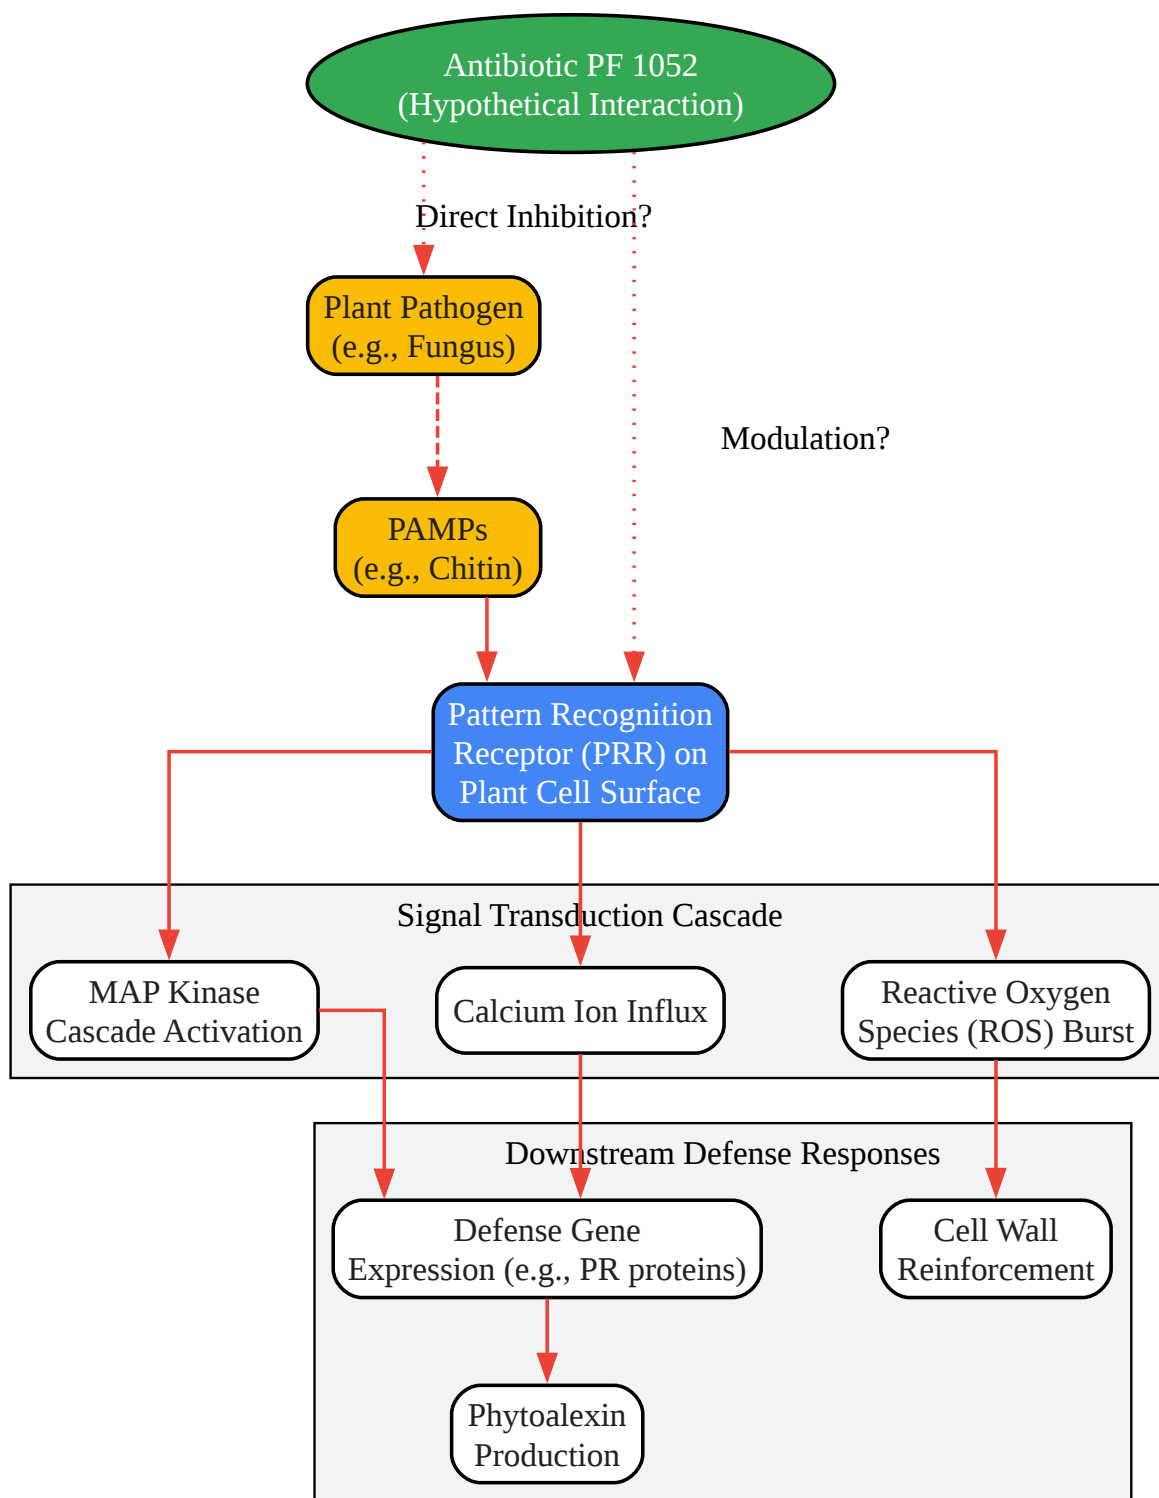 Antibiotic PF 1052
(Hypothetical Interaction)
Direct Inhibition?
Plant Pathogen
(e.g., Fungus)
Modulation?
PAMPs
(e.g., Chitin)
Pattern Recognition
Receptor (PRR) on
Plant Cell Surface
Signal Transduction Cascade
MAP Kinase
Cascade Activation
Calcium Ion Influx
Reactive Oxygen
Species (ROS) Burst
Downstream Defense Responses
Defense Gene
Expression (e.g., PR proteins)
Cell Wall
Reinforcement
Phytoalexin
Production